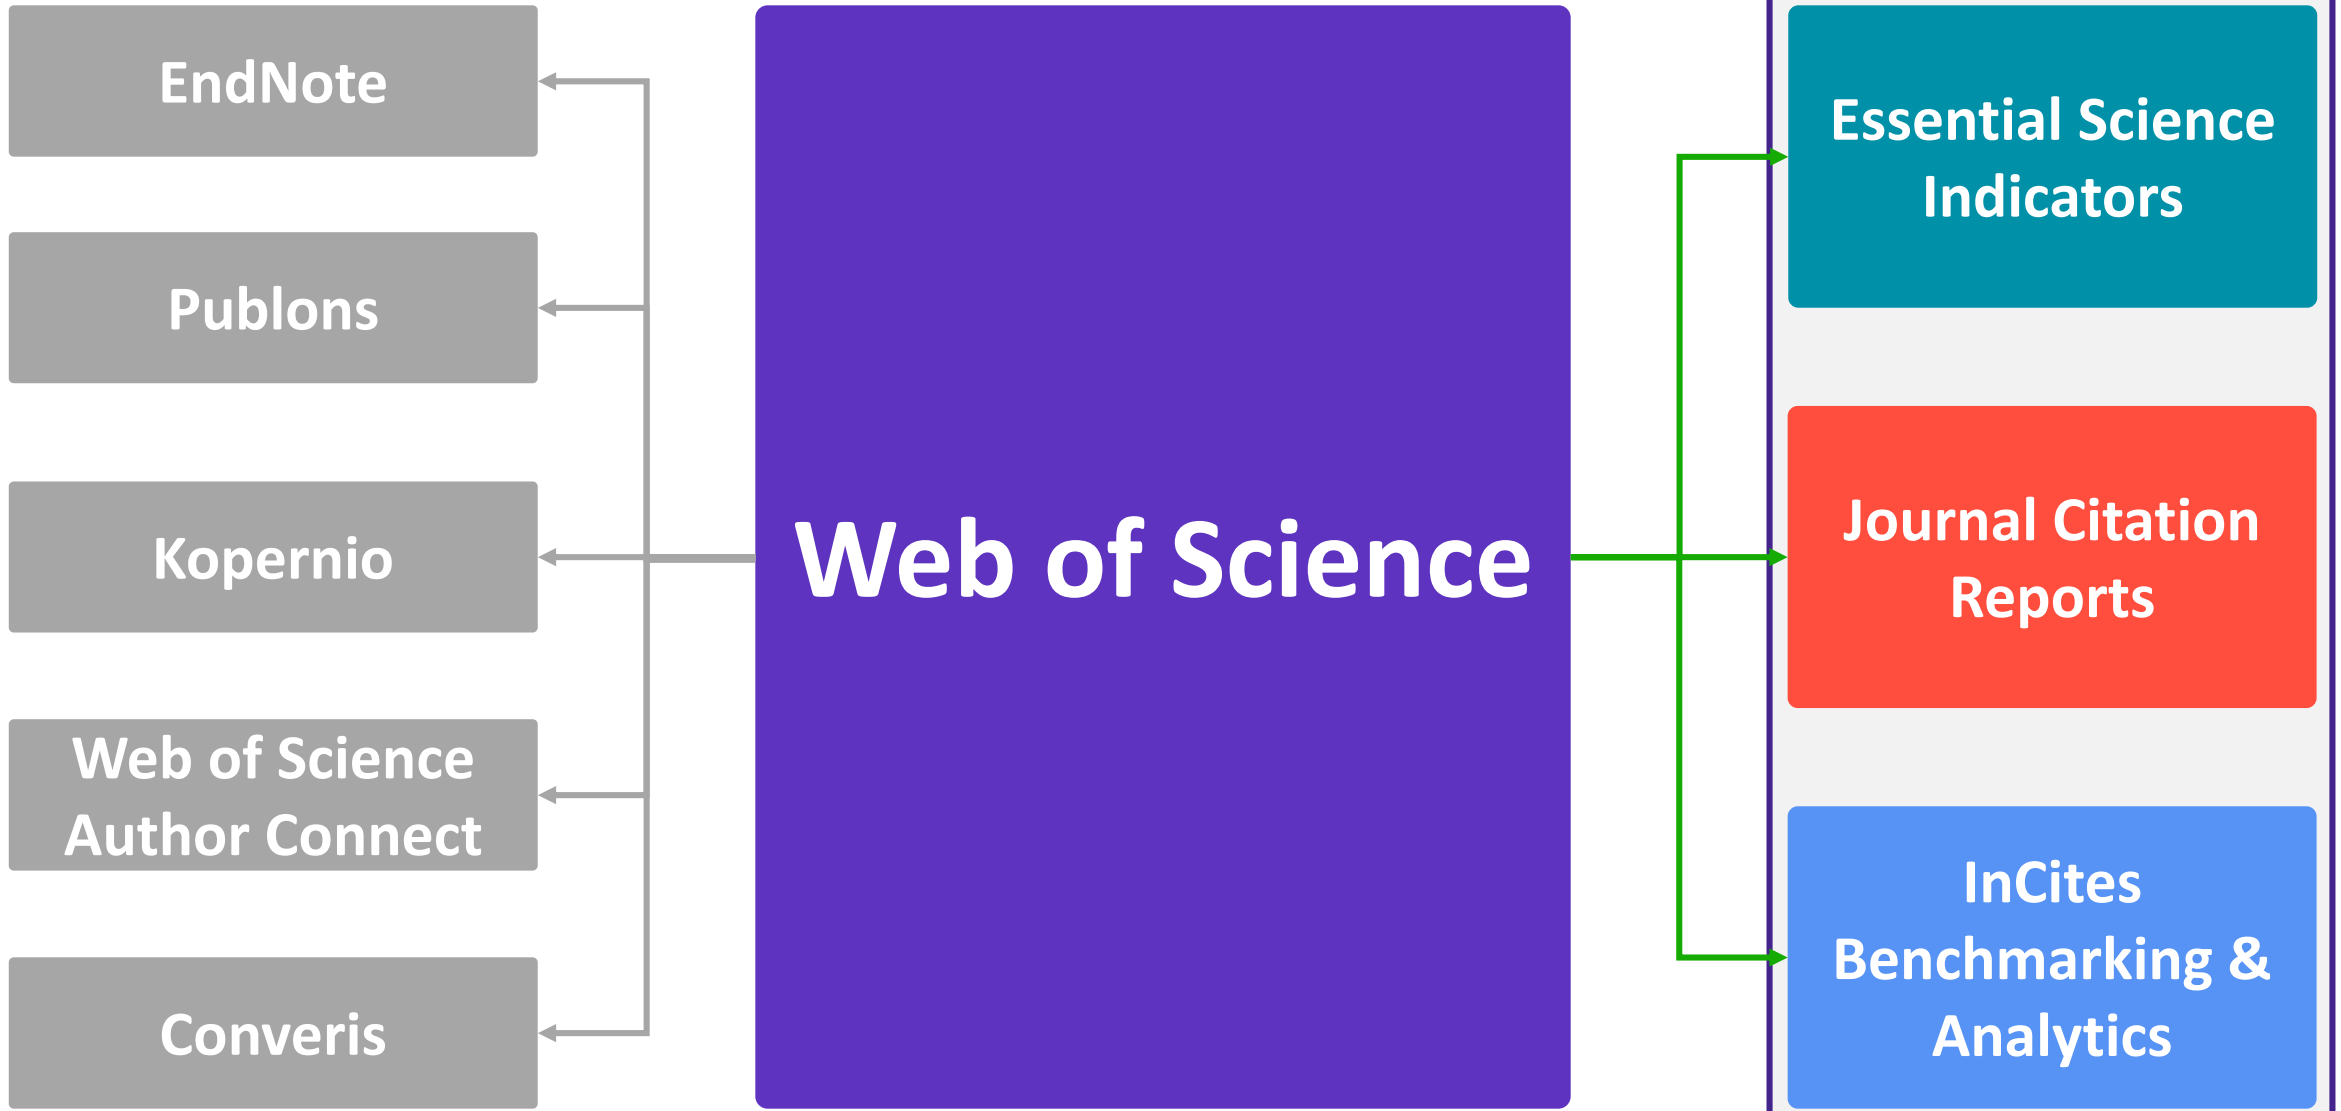 EndNote
Publons
Kopernio
Web of Science
Author Connect
Converis
Web of Science
Essential Science
Indicators
Journal Citation
Reports
InCites
Benchmarking &
Analytics